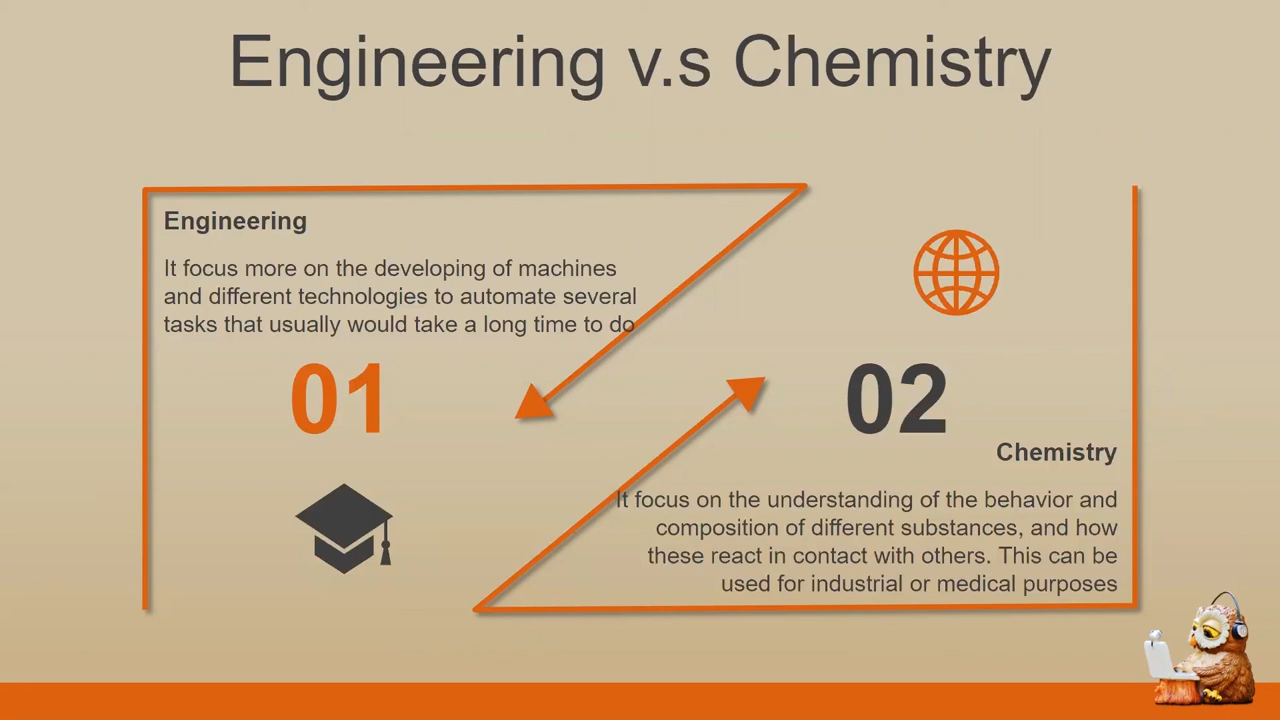 Engineering v.s Chemistry
Engineering
It focus more on the developing of machines
and different technologies to automate several
tasks that usually would take a long time to do
01
02
Chemistry
It focus on the understanding of the behavior and
composition of different substances, and how
these react in contact with others. This can be
used for industrial or medical purposes